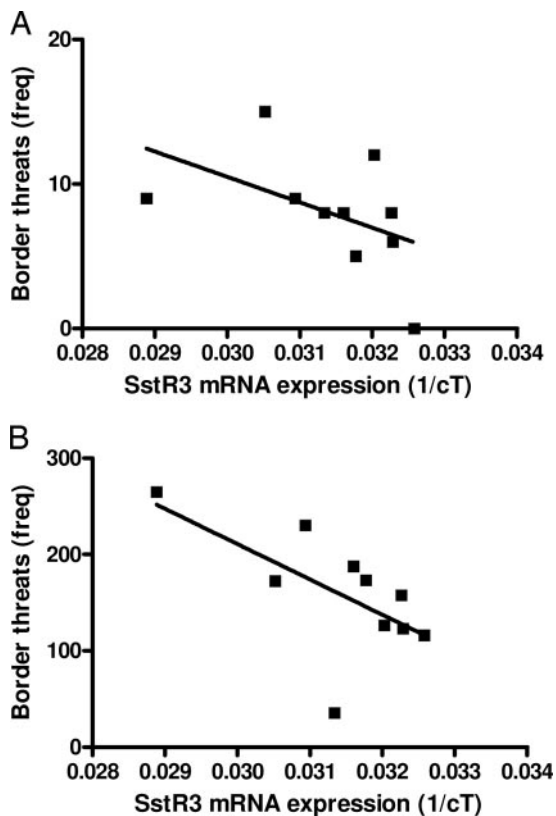 A
20
10
0
Border threats (freq)
0.028 0.029 0.030 0.031 0.032 0.033 0.034
SstR3 mRNA expression (1/cT)
B
300
200
100
0
Border threats (freq)
0.028 0.029 0.030 0.031 0.032 0.033 0.034
SstR3 mRNA expression (1/cT)